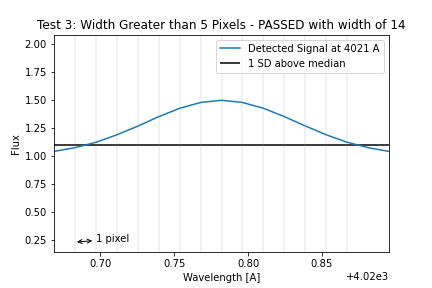 Test 3: Width Greater than 5 Pixels - PASSED with width of 14
2.00
1.75
1.50
1.25
1.00
0.75
0.50
0.25
Flux
Detected Signal at 4021 A
1 SD above median
1 pixel
0.70 0.75 0.80 0.85
Wavelength [A]
+4.02e3